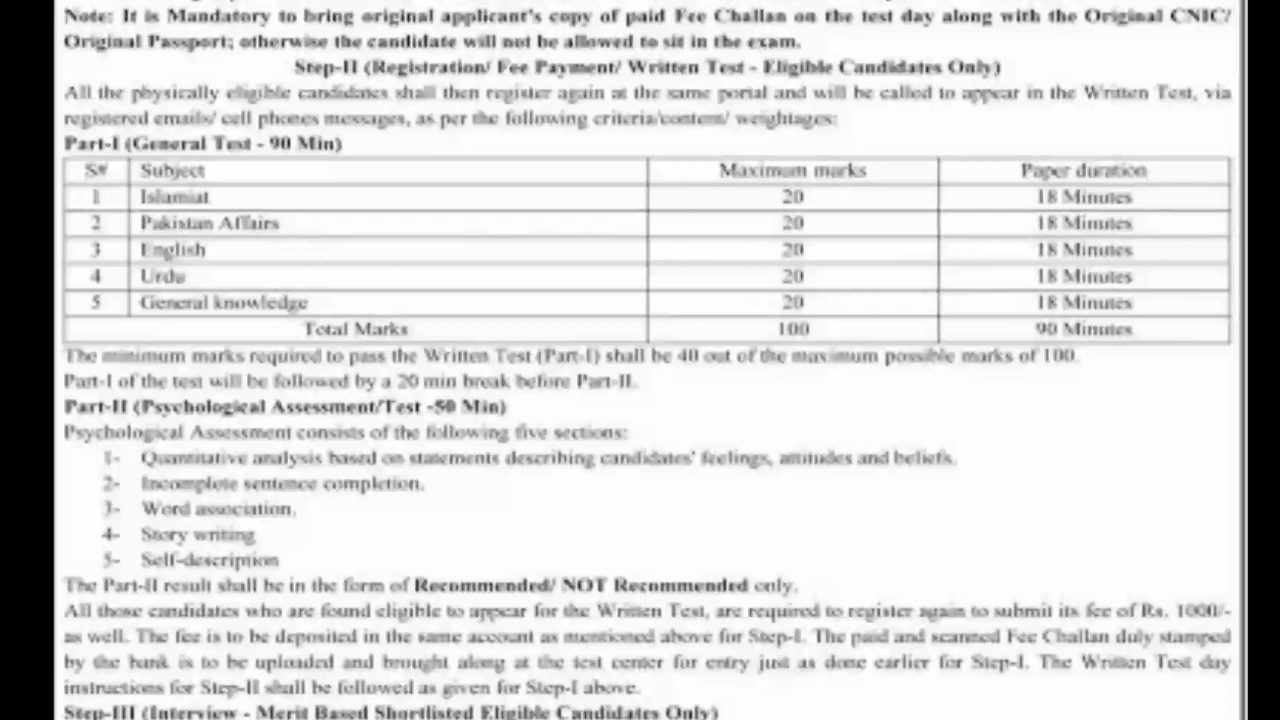 Note: It is Mandatory to bring original applicant's copy of paid Fee Challan on the test day along with the Original CNIC/
Original Passport; otherwise the candidate will not be allowed to sit in the exam.
Step-II (Registration/ Fee Payment/ Written Test - Eligible Candidates Only)
All the physically eligible candidates shall then register again at the same portal and will be called to appear in the Written Test, via
registered emails/ cell phones messages, as per the following criteria/content/ weightages:
Part-I (General Test - 90 Min)
S# Subject Maximum marks Paper duration
1 Islamiat 20 18 Minutes
2 Pakistan Affairs 20 18 Minutes
3 English 20 18 Minutes
4 Urdu 20 18 Minutes
5 General knowledge 20 18 Minutes
Total Marks 100 90 Minutes
The minimum marks required to pass the Written Test (Part-I) shall be 40 out of the maximum possible marks of 100.
Part-I of the test will be followed by a 20 min break before Part-II.
Part-II (Psychological Assessment/Test -50 Min)
Psychological Assessment consists of the following five sections:
1- Quantitative analysis based on statements describing candidates' feelings, attitudes and beliefs.
2- Incomplete sentence completion.
3- Word association.
4- Story writing
5- Self-description
The Part-II result shall be in the form of Recommended/ NOT Recommended only.
All those candidates who are found eligible to appear for the Written Test, are required to register again to submit its fee of Rs. 1000/-
as well. The fee is to be deposited in the same account as mentioned above for Step-I. The paid and scanned Fee Challan duly stamped
by the bank is to be uploaded and brought along at the test center for entry just as done earlier for Step-I. The Written Test day
instructions for Step-II shall be followed as given for Step-I above.
Step-III (Interview - Merit Based Shortlisted Eligible Candidates Only)